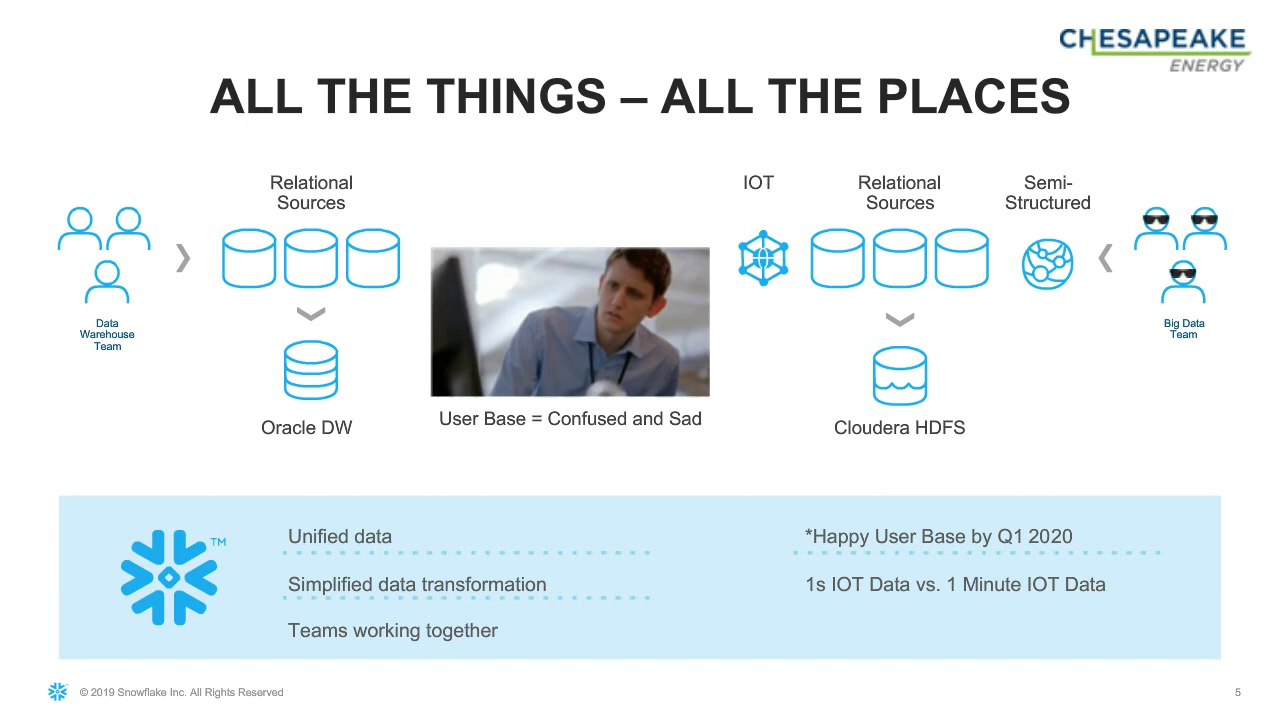 CHESAPEAKE
ENERGY
ALL THE THINGS – ALL THE PLACES
Relational
Sources
IOT
Relational
Sources
Semi-
Structured
Data
Warehouse
Team
Big Data
Team
Oracle DW
User Base = Confused and Sad
Cloudera HDFS
TM
Unified data
Simplified data transformation
Teams working together
*Happy User Base by Q1 2020
1s IOT Data vs. 1 Minute IOT Data
© 2019 Snowflake Inc. All Rights Reserved
5